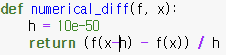 def numerical_diff(f, x):
    h = 10e-50
    return (f(x+h) - f(x)) / h